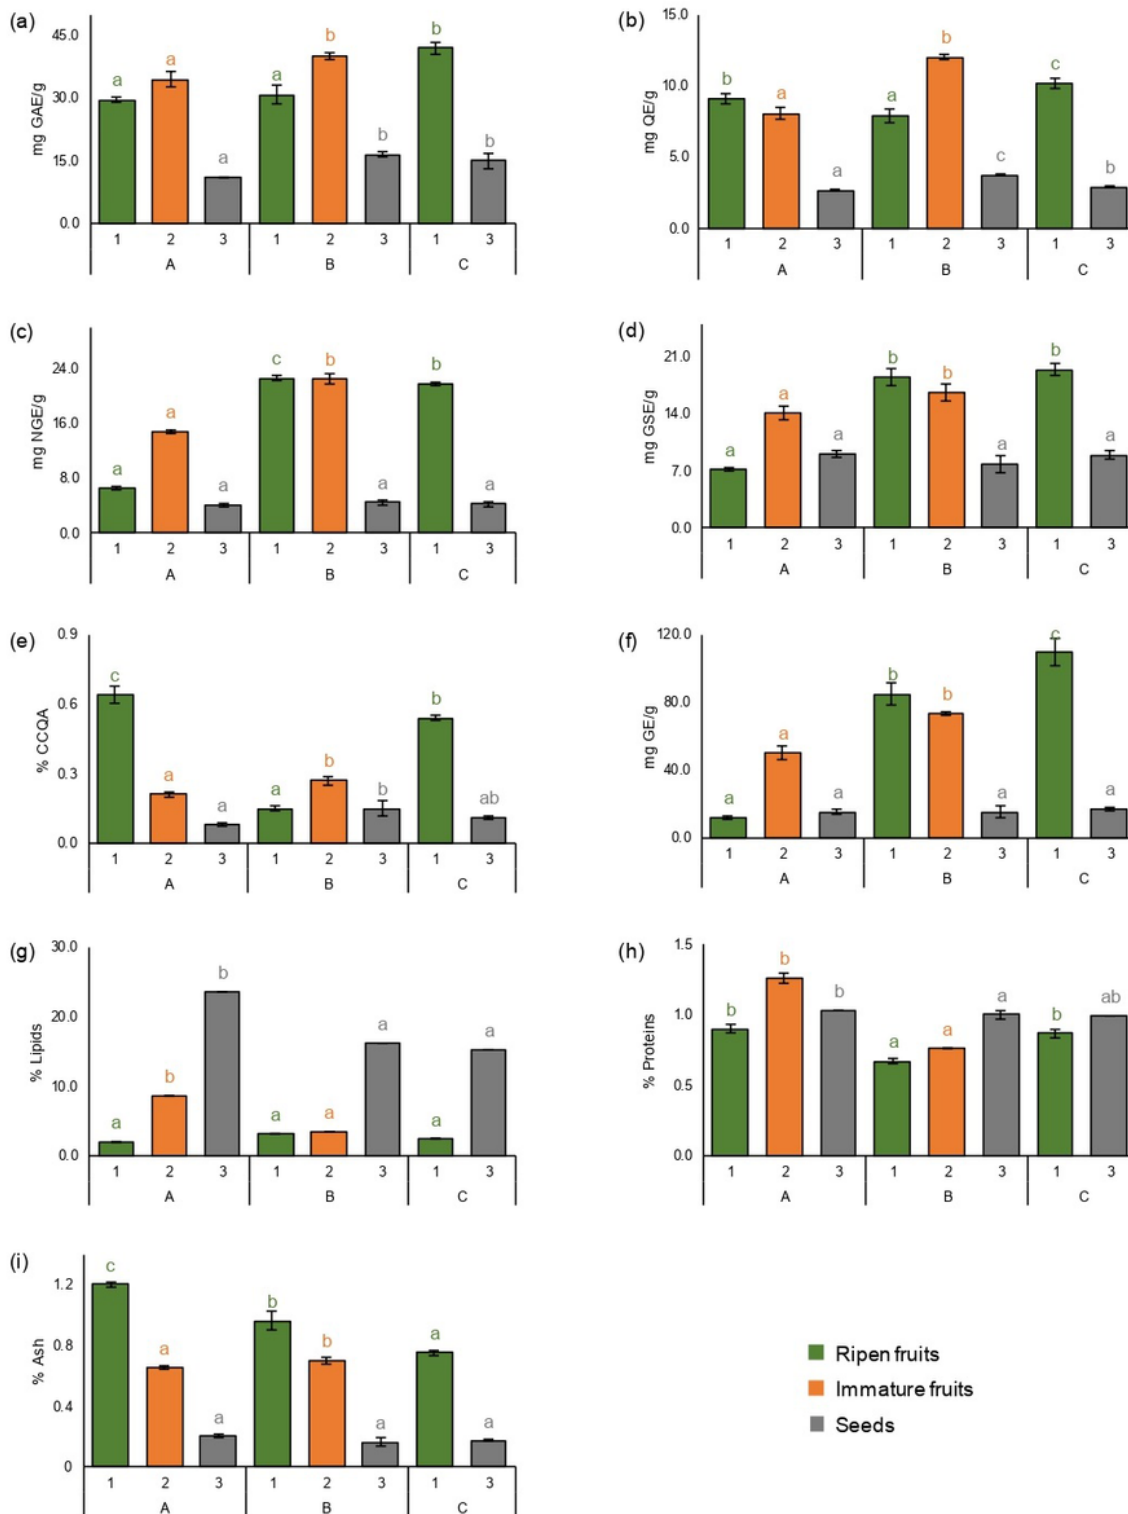 (a)
mg GAE/g
45.0
30.0
15.0
0.0
a a a a b b b b
1 2 3 1 2 3 1 3
A B C
(b)
mg QE/g
15.0
10.0
5.0
0.0
b a a a b c c b
1 2 3 1 2 3 1 3
A B C
(c)
mg NGE/g
24.0
16.0
8.0
0.0
a a a c b a b a
1 2 3 1 2 3 1 3
A B C
(d)
mg GSE/g
21.0
14.0
7.0
0.0
a a a b b a b a
1 2 3 1 2 3 1 3
A B C
(e)
% CCQA
0.9
0.6
0.3
0.0
c a a a b b b ab
1 2 3 1 2 3 1 3
A B C
(f)
mg GE/g
120.0
80.0
40.0
0.0
a a a b b a c a
1 2 3 1 2 3 1 3
A B C
(g)
% Lipids
30.0
20.0
10.0
0.0
a b b a a a a a
1 2 3 1 2 3 1 3
A B C
(h)
% Proteins
1.5
1.0
0.5
0.0
b b b a a a b ab
1 2 3 1 2 3 1 3
A B C
(i)
% Ash
1.2
0.8
0.4
0
c a a b b a a a
1 2 3 1 2 3 1 3
A B C
Ripen fruits
Immature fruits
Seeds